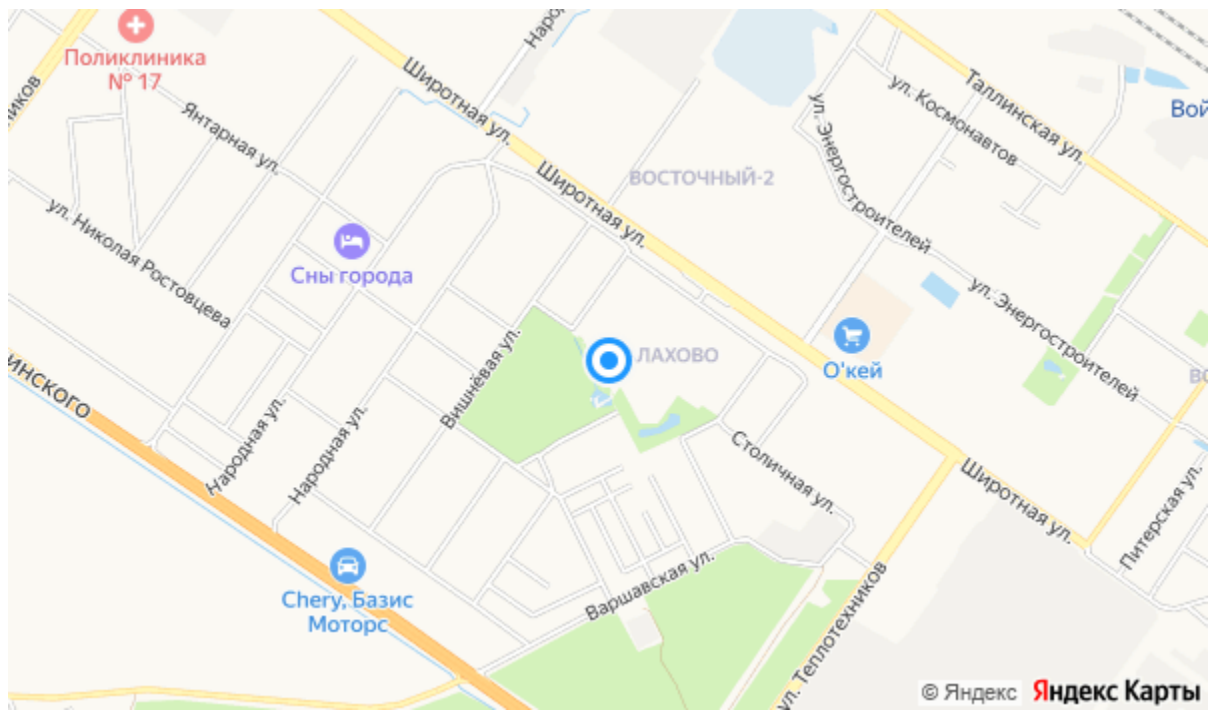 Поликлиника
№ 17
Янтарная ул.
ул. Николая Ростовцева
Широтная ул.
Широтная ул.
ВОСТОЧНЫЙ-2
ул. Энергостроителей
ул. Космонавтов
Таллинская ул.
Сны города
ул. Энергостроителей
Вишнёвая ул.
ЛАХОВО
О'кей
Народная ул.
Народная ул.
Столичная ул.
Широтная ул.
Питерская ул.
Chery, Базис
Моторс
Варшавская ул.
ул. Теплотехников
© Яндекс Яндекс Карты